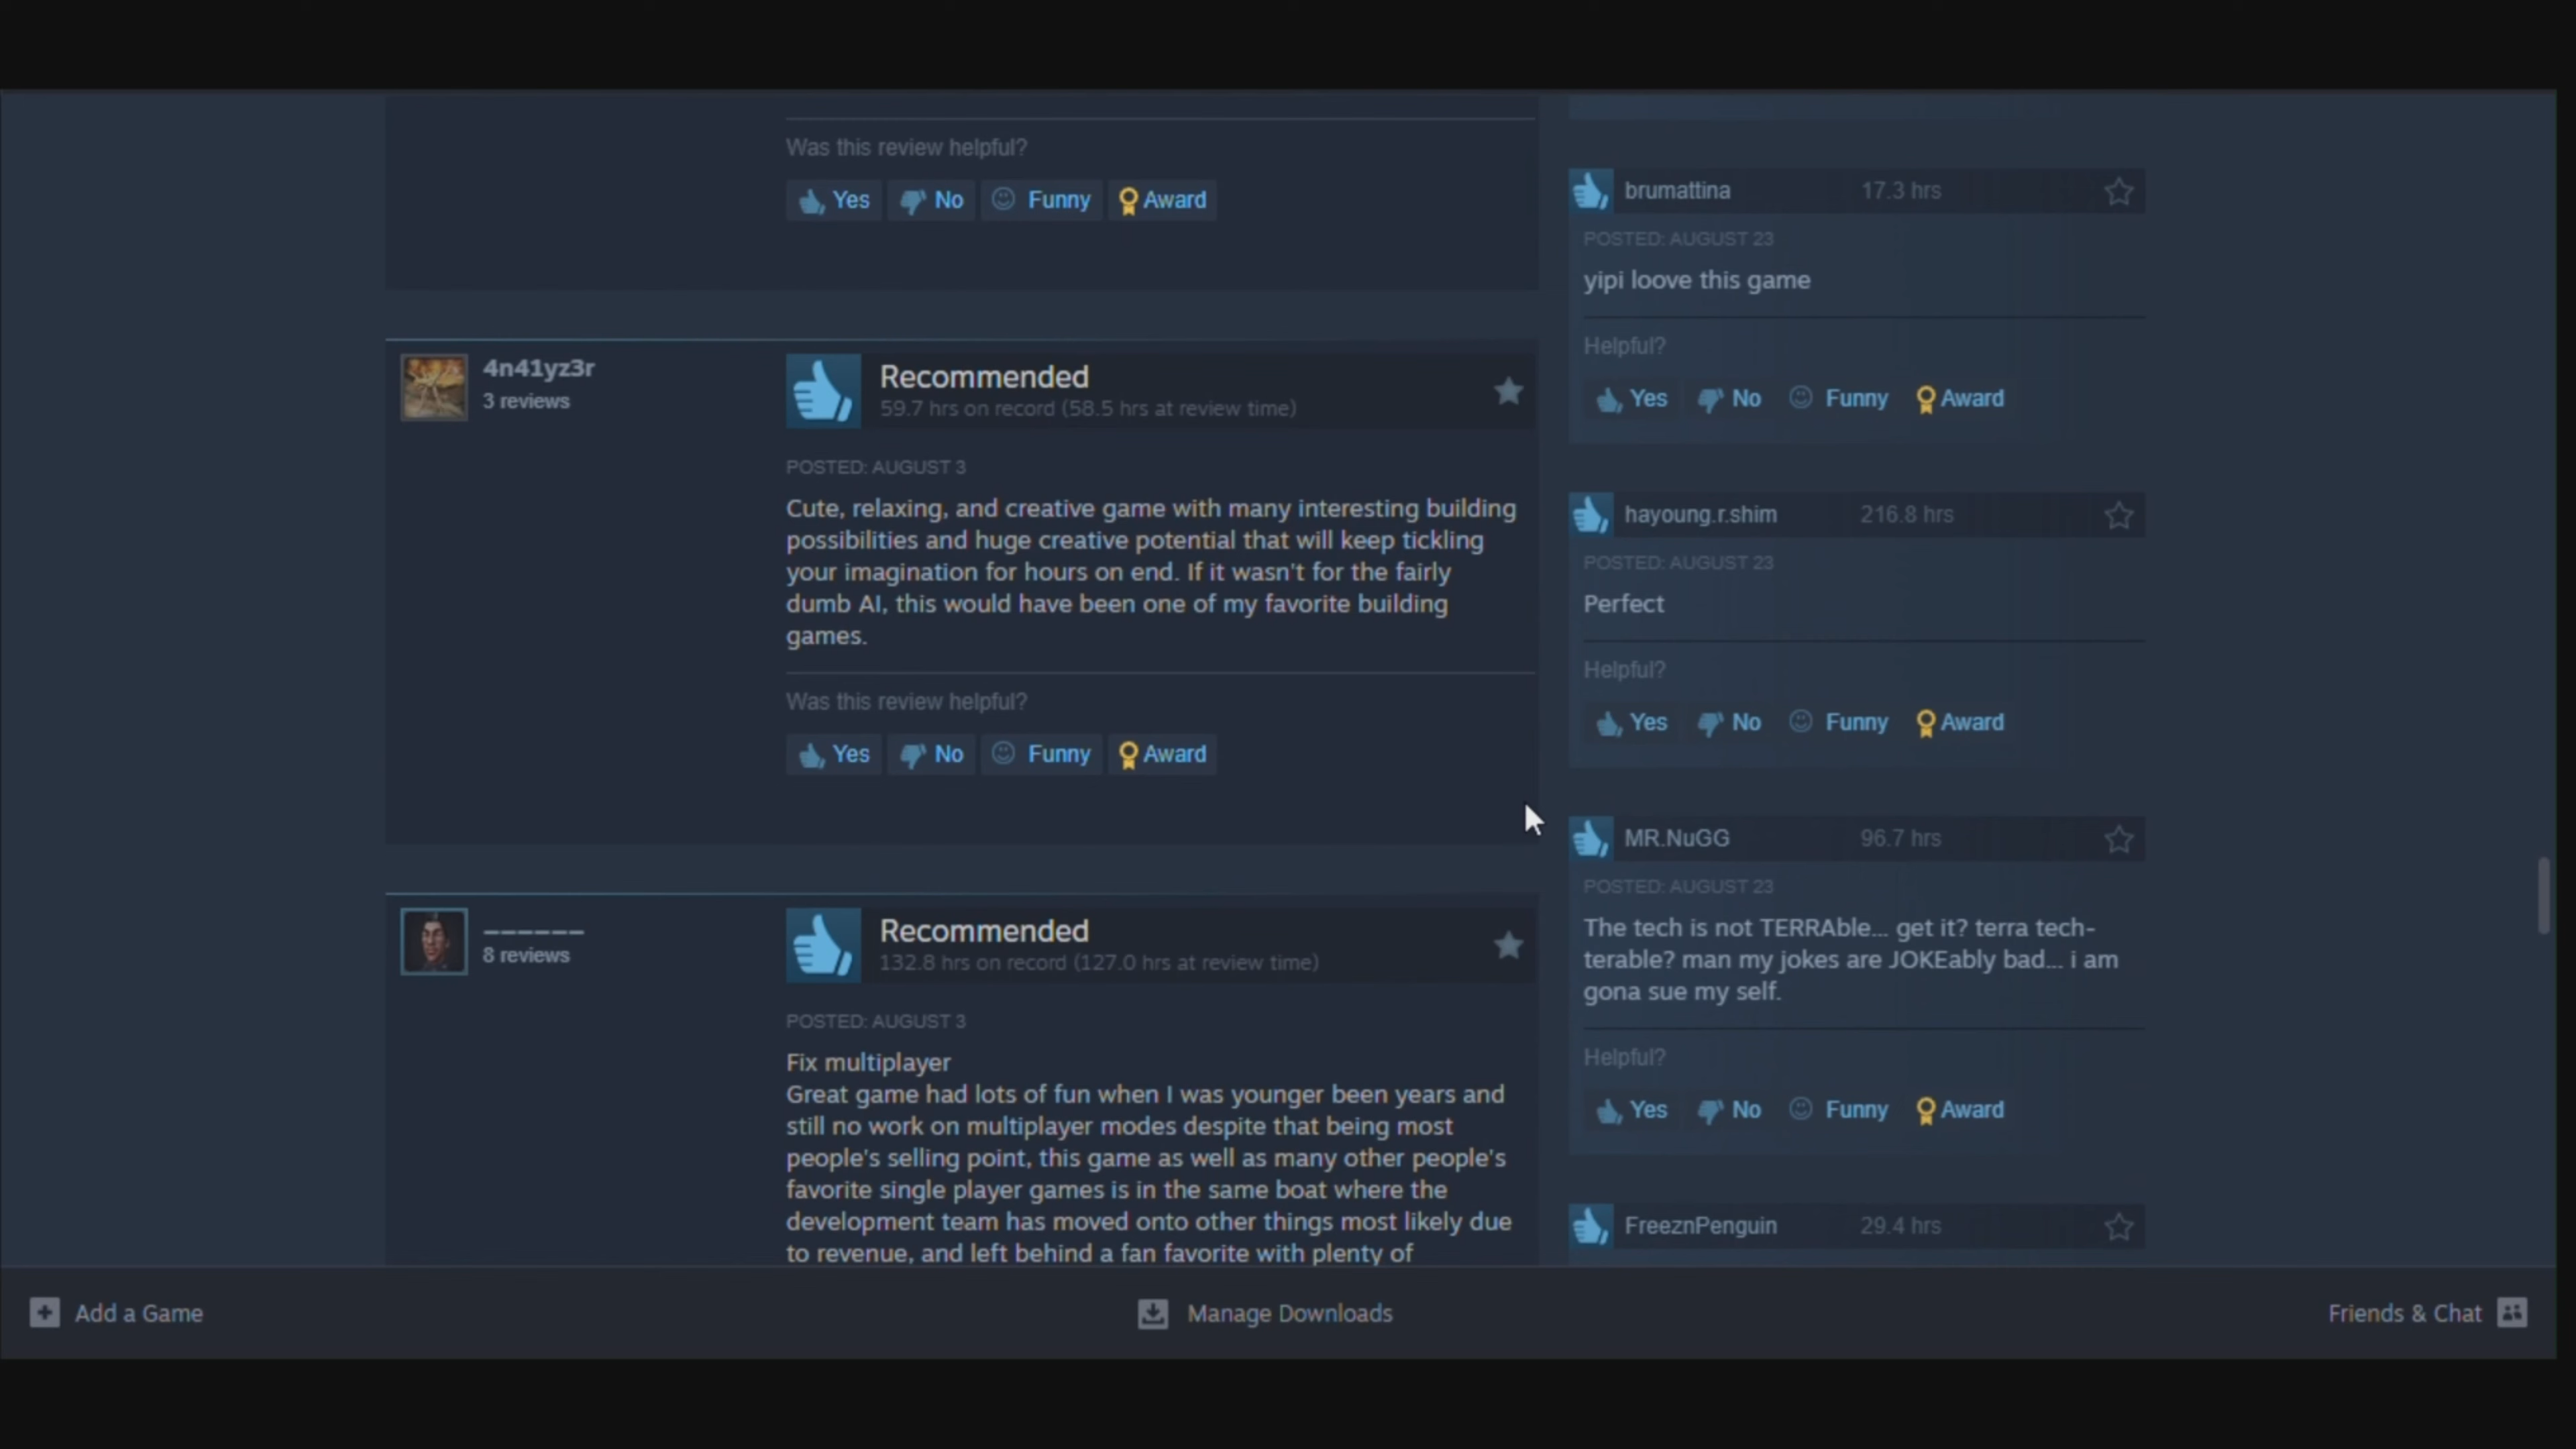 Was this review helpful?
Yes No Funny Award
4n41yz3r
3 reviews
Recommended
59.7 hrs on record (58.5 hrs at review time)
POSTED: AUGUST 3
Cute, relaxing, and creative game with many interesting building
possibilities and huge creative potential that will keep tickling
your imagination for hours on end. If it wasn't for the fairly
dumb AI, this would have been one of my favorite building
games.
Was this review helpful?
Yes No Funny Award
______
8 reviews
Recommended
132.8 hrs on record (127.0 hrs at review time)
POSTED: AUGUST 3
Fix multiplayer
Great game had lots of fun when I was younger been years and
still no work on multiplayer modes despite that being most
people's selling point, this game as well as many other people's
favorite single player games is in the same boat where the
development team has moved onto other things most likely due
to revenue, and left behind a fan favorite with plenty of
brumattina 17.3 hrs
POSTED: AUGUST 23
yipi loove this game
Helpful?
Yes No Funny Award
hayoung.r.shim 216.8 hrs
POSTED: AUGUST 23
Perfect
Helpful?
Yes No Funny Award
MR.NuGG 96.7 hrs
POSTED: AUGUST 23
The tech is not TERRAble... get it? terra tech-
terable? man my jokes are JOKEably bad... i am
gona sue my self.
Helpful?
Yes No Funny Award
FreeznPenguin 29.4 hrs
Add a Game
Manage Downloads
Friends & Chat